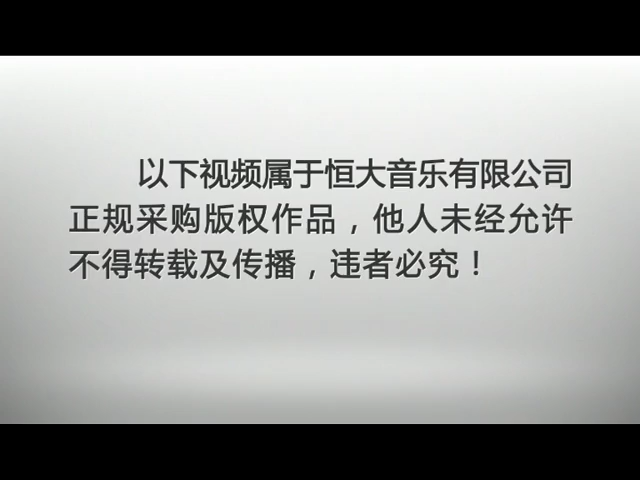 以下视频属于恒大音乐有限公司
正规采购版权作品，他人未经允许
不得转载及传播，违者必究！